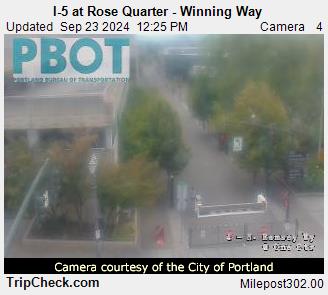 I-5 at Rose Quarter - Winning Way
Updated Sep 23 2024 12:25 PM Camera 4
PBOT
PORTLAND BUREAU OF TRANSPORTATION
Camera courtesy of the City of Portland
TripCheck.com Milepost302.00